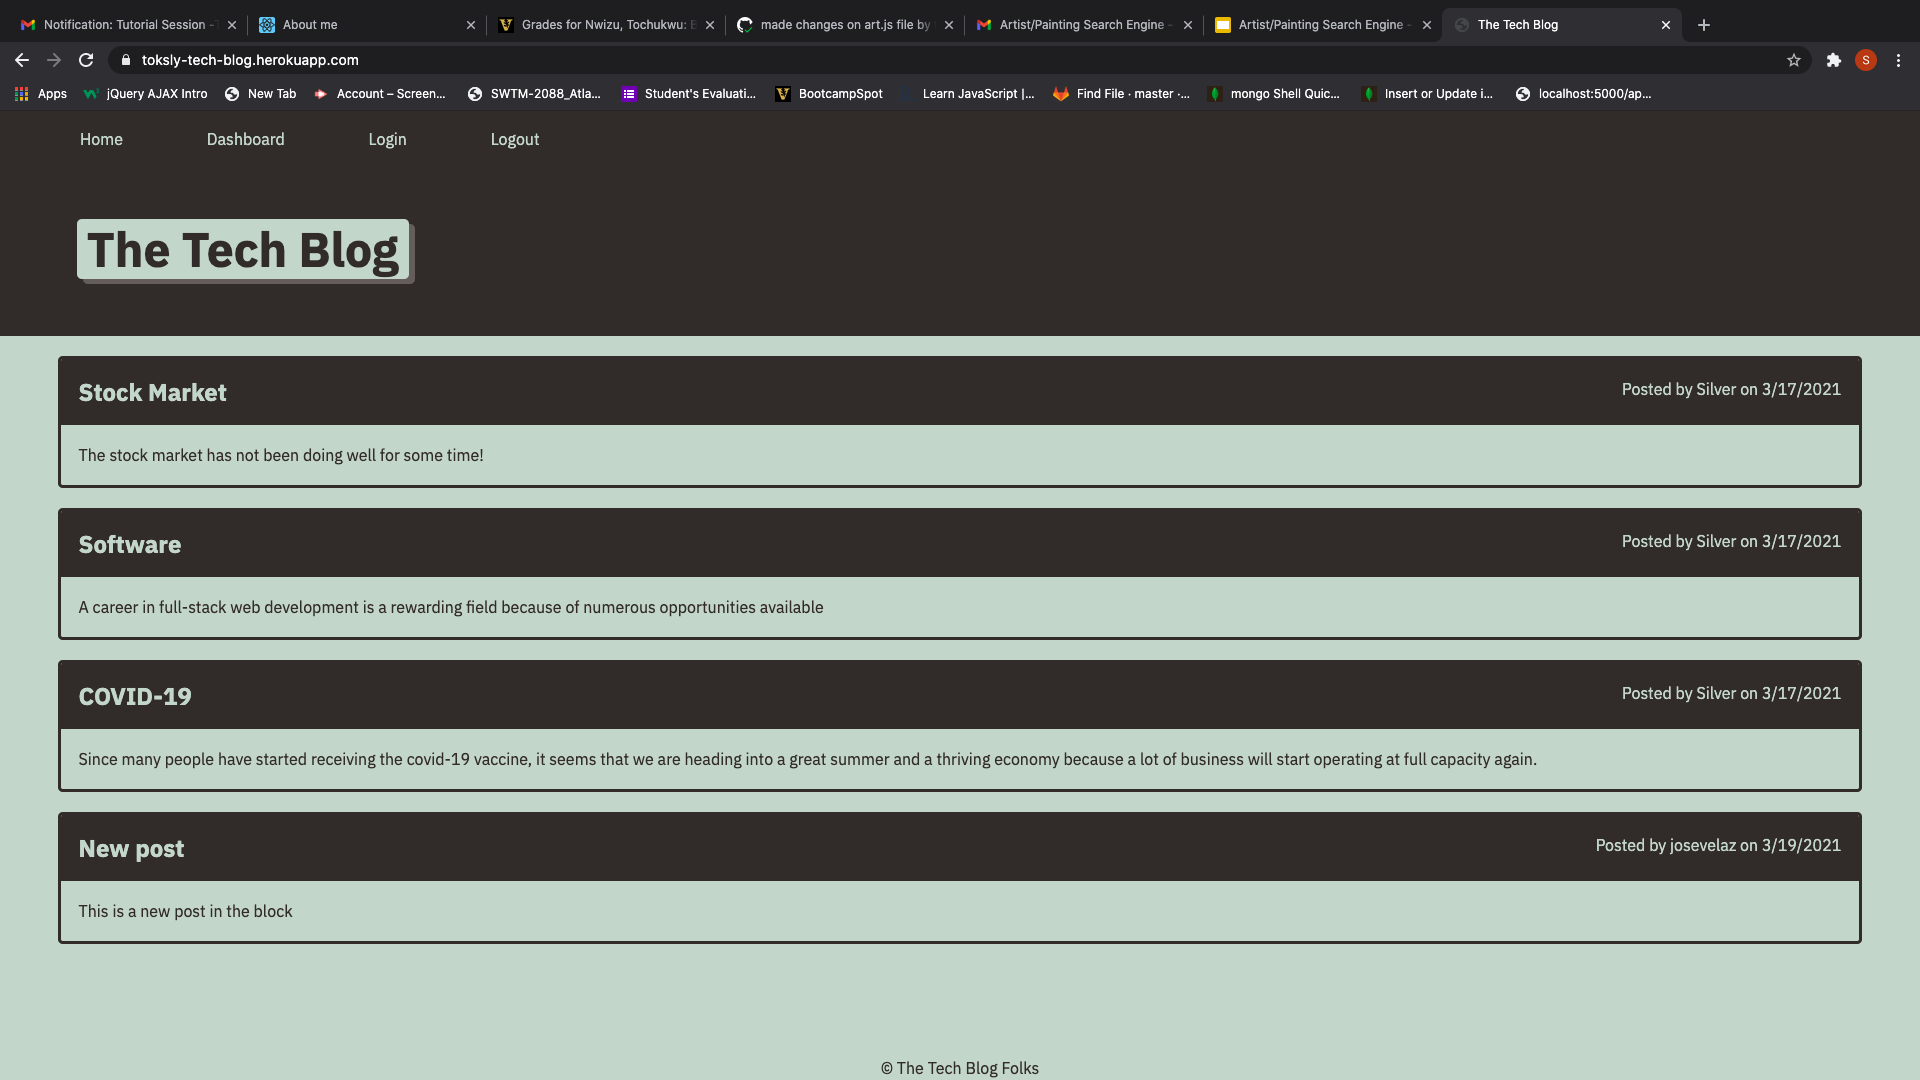 Notification: Tutorial Session -
About me
Grades for Nwizu, Tochukwu:
made changes on art.js file by
Artist/Painting Search Engine -
Artist/Painting Search Engine -
The Tech Blog
toksly-tech-blog.herokuapp.com
S
Apps
jQuery AJAX Intro
New Tab
Account – Screen...
SWTM-2088_Atla...
Student's Evaluati...
BootcampSpot
Learn JavaScript |...
Find File · master ·...
mongo Shell Quic...
Insert or Update i...
localhost:5000/ap...
Home Dashboard Login Logout
The Tech Blog
Stock Market
Posted by Silver on 3/17/2021
The stock market has not been doing well for some time!
Software
Posted by Silver on 3/17/2021
A career in full-stack web development is a rewarding field because of numerous opportunities available
COVID-19
Posted by Silver on 3/17/2021
Since many people have started receiving the covid-19 vaccine, it seems that we are heading into a great summer and a thriving economy because a lot of business will start operating at full capacity again.
New post
Posted by josevelaz on 3/19/2021
This is a new post in the block
© The Tech Blog Folks